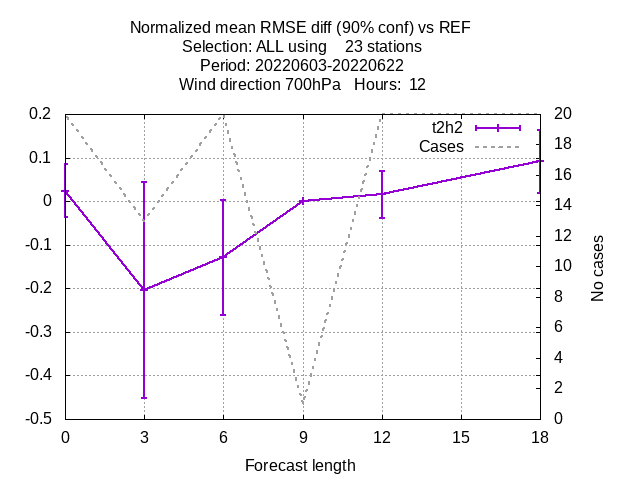 Normalized mean RMSE diff (90% conf) vs REF
Selection: ALL using 23 stations
Period: 20220603-20220622
Wind direction 700hPa Hours: 12
t2h2
Cases
0.2
0.1
0
-0.1
-0.2
-0.3
-0.4
-0.5
20
18
16
14
12
10
8
6
4
2
0
No cases
0 3 6 9 12 15 18
Forecast length